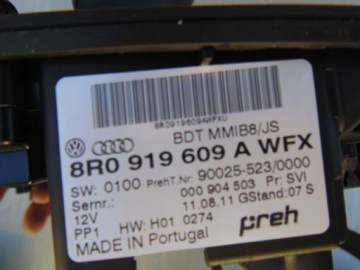 8R0919609AWFXU
BDT MMIB8/JS
8R0 919 609 A WFX
SW: 0100 PrehT.Nr: 90025-523/0000
Sernr.: 000 904 503 Pr: SVI
12V 11.08.11 GStand: 07 S
PP1 HW: H01 0274
MADE IN Portugal preh